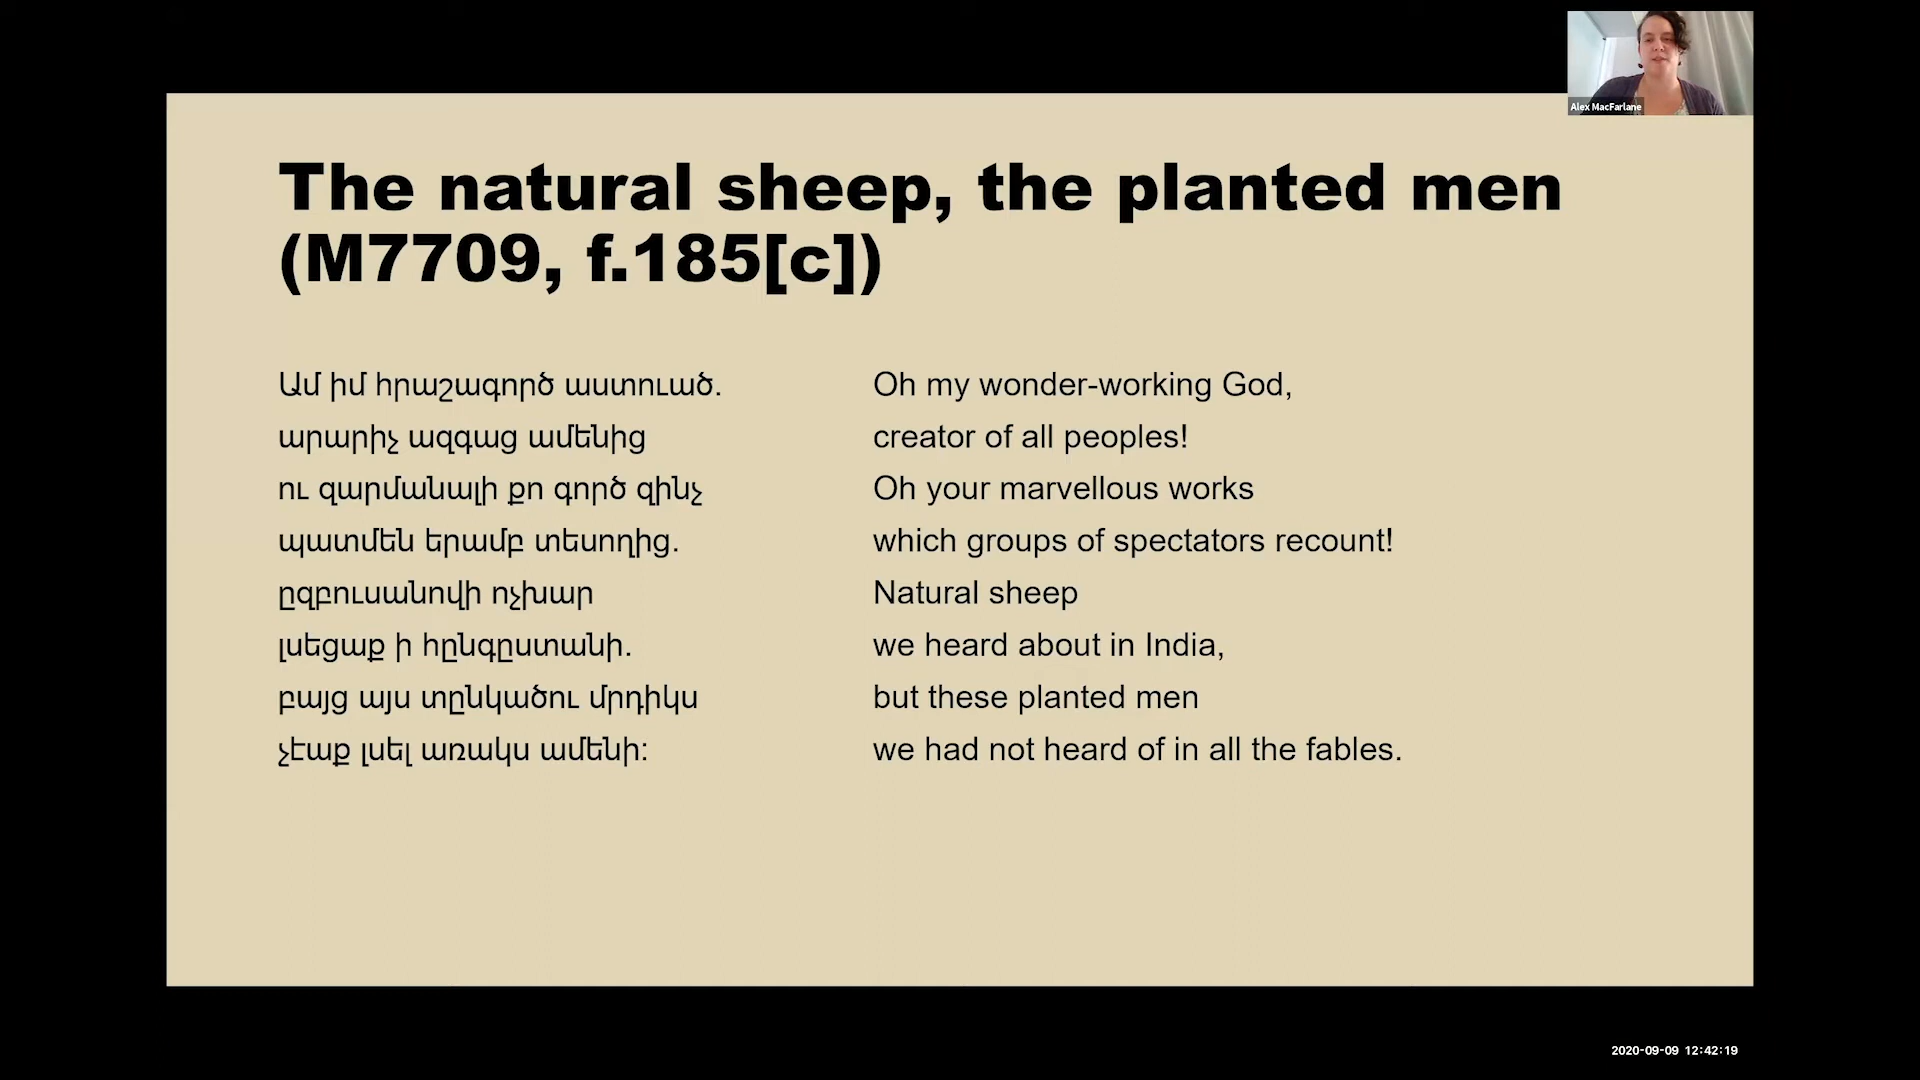 Alex MacFarlane
The natural sheep, the planted men
(M7709, f.185[c])
Ամ իմ հրաշագործ աստուած.
արարիչ ազգաց ամենից
ու զարմանալի քո գործ զինչ
պատմեն երամբ տեսողից.
ըզբուսանովի ոչխար
լսեցաք ի հընգըստանի.
բայց այս տընկածու մրդիկս
չէաք լսել առակս ամենի:
Oh my wonder-working God,
creator of all peoples!
Oh your marvellous works
which groups of spectators recount!
Natural sheep
we heard about in India,
but these planted men
we had not heard of in all the fables.
2020-09-09 12:42:19